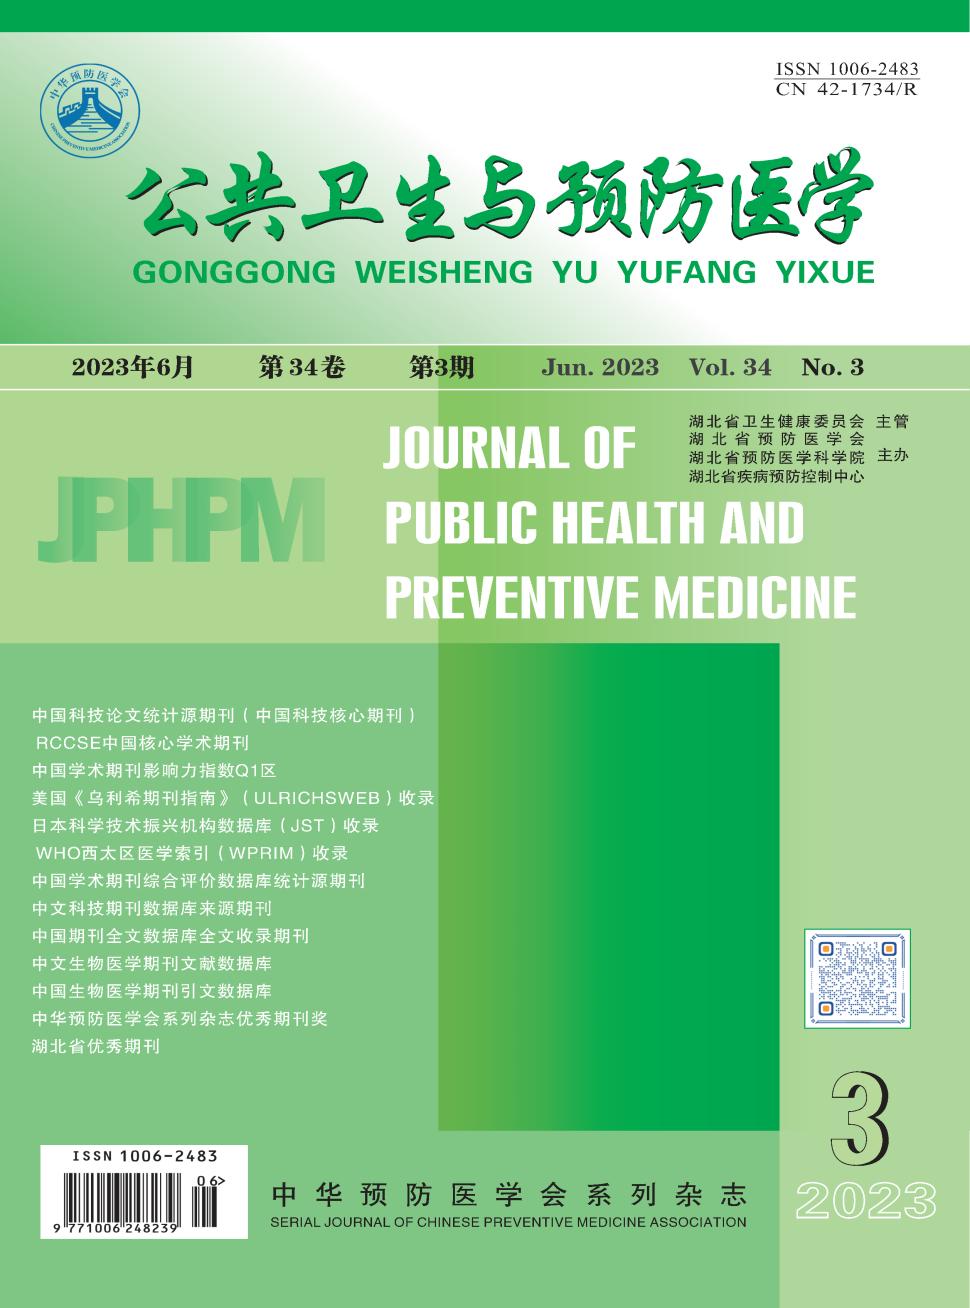 中华预防医学会
CHINESE PREVENTIVE MEDICINE ASSOCIATION
ISSN 1006-2483
CN 42-1734/R
公共卫生与预防医学
GONGGONG WEISHENG YU YUFANG YIXUE
2023年6月 第34卷 第3期 Jun. 2023 Vol. 34 No. 3
湖北省卫生健康委员会 主管
湖北省预防医学会
湖北省预防医学科学院 主办
湖北省疾病预防控制中心
JPHPM
JOURNAL OF
PUBLIC HEALTH AND
PREVENTIVE MEDICINE
中国科技论文统计源期刊（中国科技核心期刊）
RCCSE中国核心学术期刊
中国学术期刊影响力指数Q1区
美国《乌利希期刊指南》（ULRICHSWEB）收录
日本科学技术振兴机构数据库（JST）收录
WHO西太区医学索引（WPRIM）收录
中国学术期刊综合评价数据库统计源期刊
中文科技期刊数据库来源期刊
中国期刊全文数据库全文收录期刊
中文生物医学期刊文献数据库
中国生物医学期刊引文数据库
中华预防医学会系列杂志优秀期刊奖
湖北省优秀期刊
3
2023
ISSN 1006-2483
06>
9 771006 248239
中华预防医学会系列杂志
SERIAL JOURNAL OF CHINESE PREVENTIVE MEDICINE ASSOCIATION